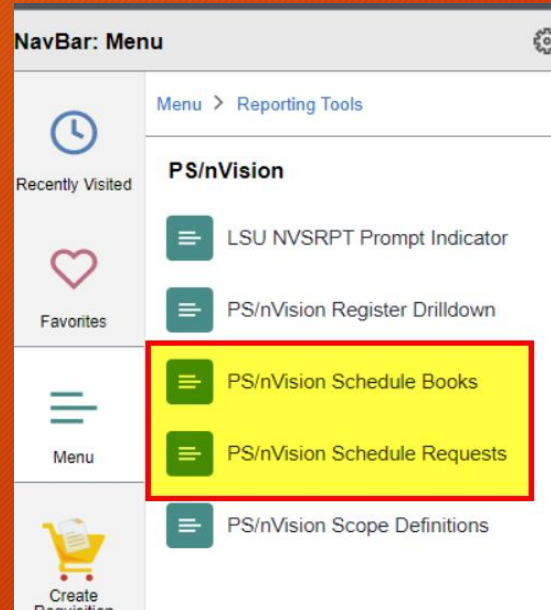 NavBar: Menu
Menu > Reporting Tools
PS/nVision
Recently Visited
LSU NVSRPT Prompt Indicator
Favorites
PS/nVision Register Drilldown
PS/nVision Schedule Books
Menu
PS/nVision Schedule Requests
PS/nVision Scope Definitions
Create
Requisition